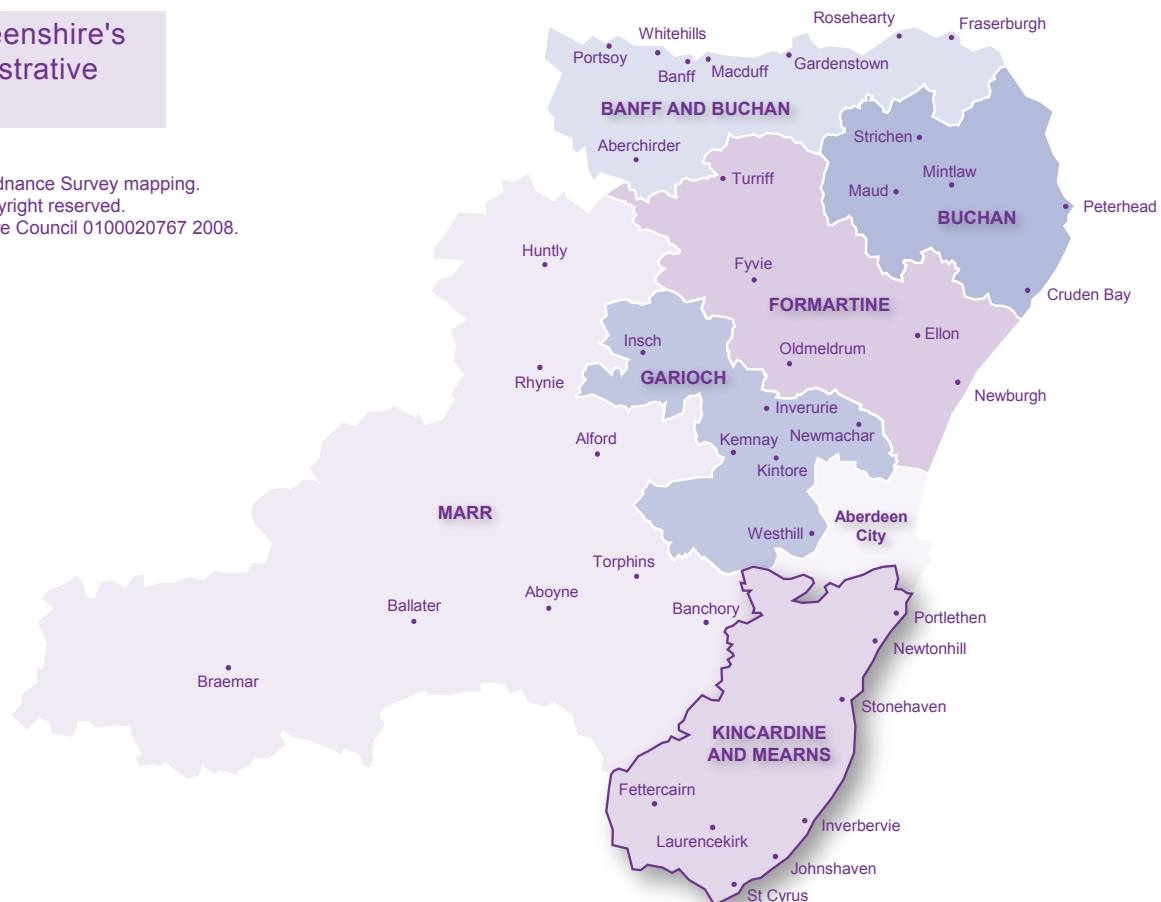 enshire's
strative
dnance Survey mapping.
yright reserved.
e Council 0100020767 2008.
Rosehearty
Fraserburgh
Whitehills
Portsoy
Banff
Macduff
Gardenstown
BANFF AND BUCHAN
Strichen
Aberchirder
Mintlaw
Turriff
Maud
Peterhead
BUCHAN
Huntly
Fyvie
Cruden Bay
FORMARTINE
Ellon
Insch
Oldmeldrum
GARIOCH
Rhynie
Newburgh
Inverurie
Alford
Kemnay
Newmachar
Kintore
MARR
Aberdeen
City
Westhill
Torphins
Aboyne
Ballater
Banchory
Portlethen
Newtonhill
Braemar
Stonehaven
KINCARDINE
AND MEARNS
Fettercairn
Inverbervie
Laurencekirk
Johnshaven
St Cyrus